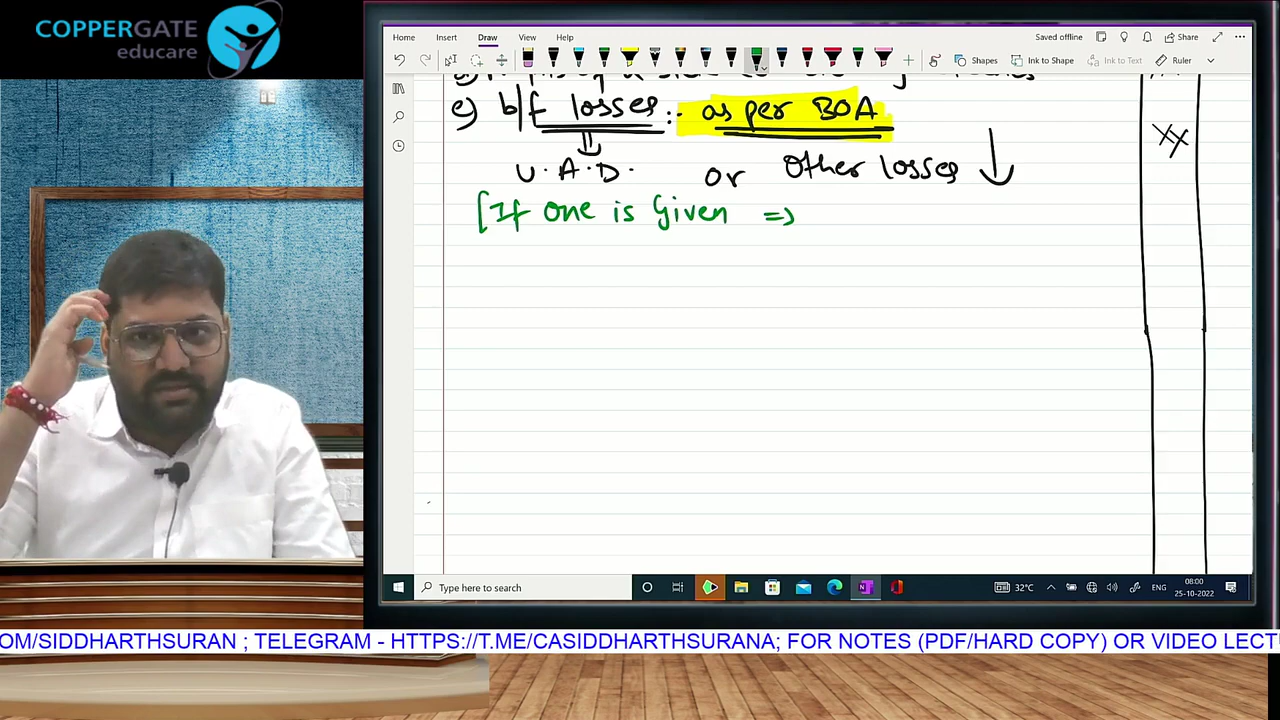 COPPERGATE
educare
Home Insert Draw View Help
Saved offline
Share
Shapes
Ink to Shape
Ink to Text
Ruler
e) b/f losses :- as per BOA
XX
U.A.D. or Other losses ↓
[If one is Given =>
Type here to search
32°C
ENG
08:00
25-10-2022
OM/SIDDHARTHSURAN ; TELEGRAM - HTTPS://T.ME/CASIDDHARTHSURANA; FOR NOTES (PDF/HARD COPY) OR VIDEO LECT